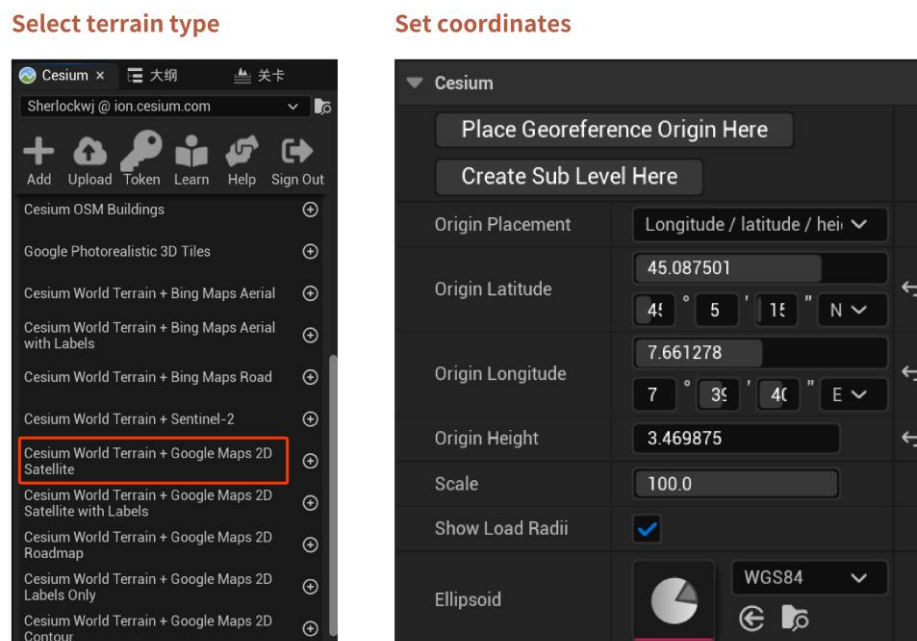 Select terrain type
Set coordinates
Cesium ×
大纲
关卡
Sherlockwj @ ion.cesium.com
Add
Upload
Token
Learn
Help
Sign Out
Cesium OSM Buildings
Google Photorealistic 3D Tiles
Cesium World Terrain + Bing Maps Aerial
Cesium World Terrain + Bing Maps Aerial
with Labels
Cesium World Terrain + Bing Maps Road
Cesium World Terrain + Sentinel-2
Cesium World Terrain + Google Maps 2D
Satellite
Cesium World Terrain + Google Maps 2D
Satellite with Labels
Cesium World Terrain + Google Maps 2D
Roadmap
Cesium World Terrain + Google Maps 2D
Labels Only
Cesium World Terrain + Google Maps 2D
Contour
Cesium
Place Georeference Origin Here
Create Sub Level Here
Origin Placement
Longitude / latitude / hei
Origin Latitude
45.087501
° 5 ' " N
Origin Longitude
7.661278
7 ° ' " E
Origin Height
3.469875
Scale
100.0
Show Load Radii
Ellipsoid
WGS84